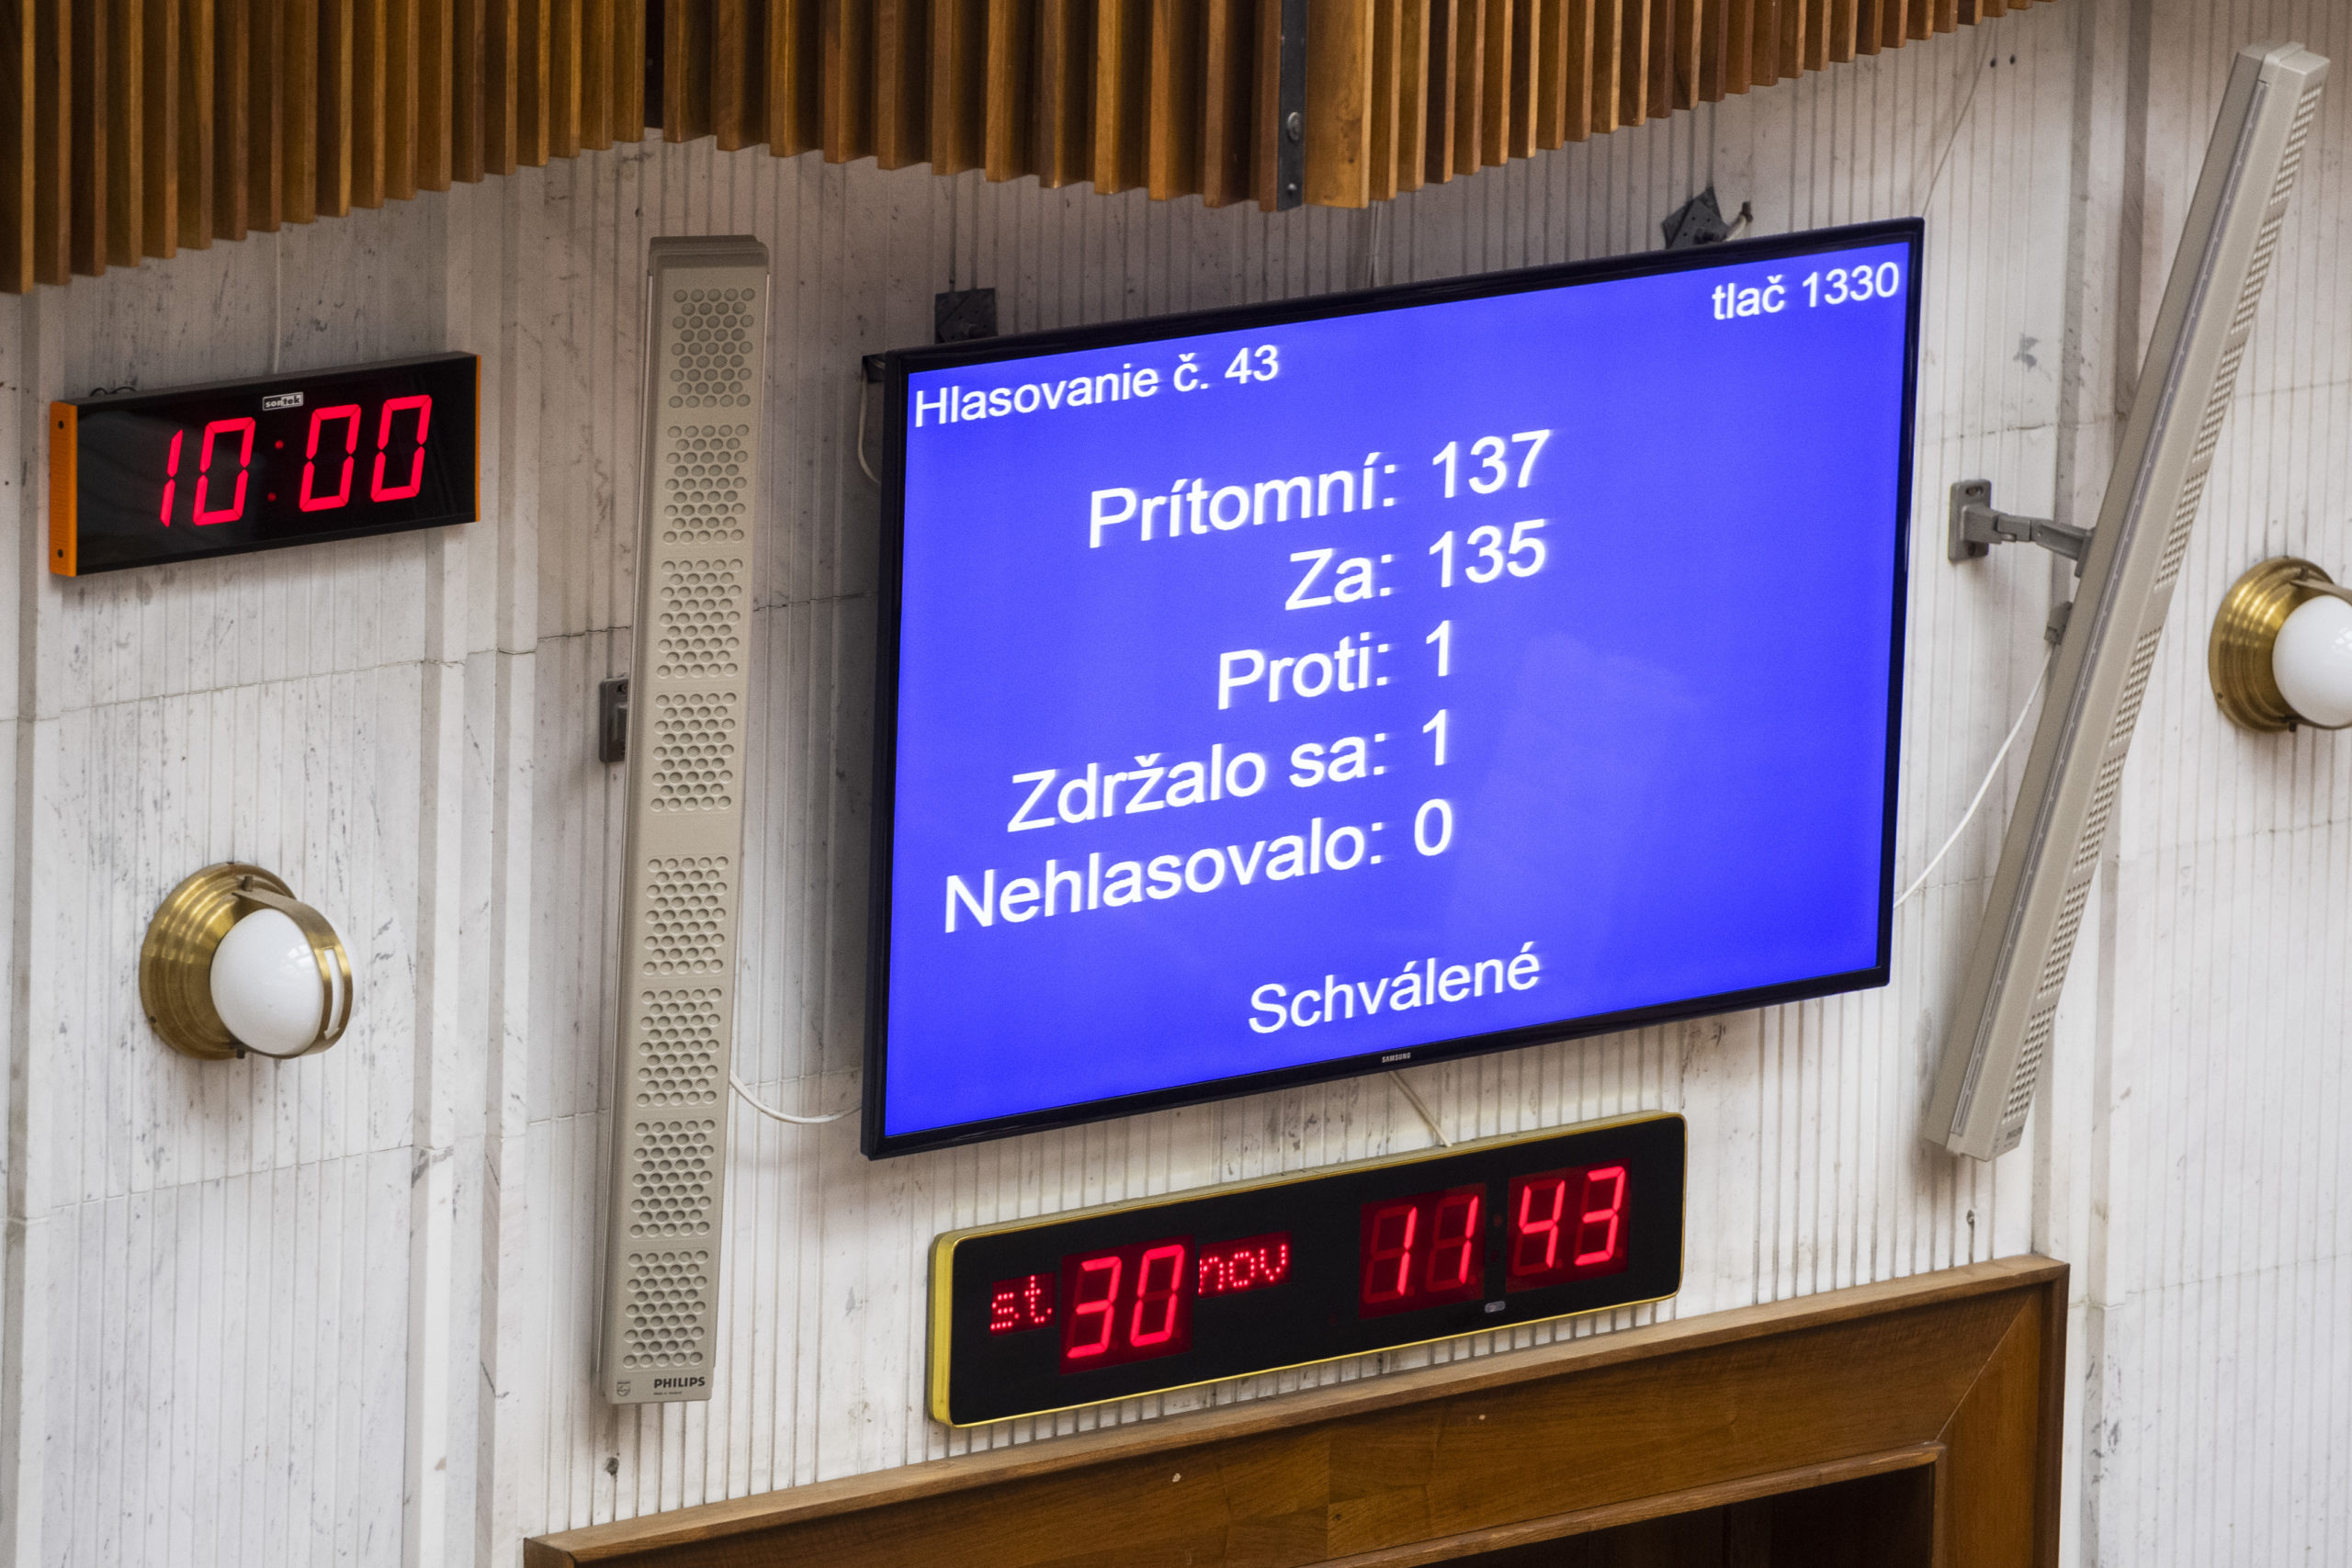 sontek
10:00
tlač 1330
Hlasovanie č. 43
Prítomní: 137
Za: 135
Proti: 1
Zdržalo sa: 1
Nehlasovalo: 0
Schválené
SAMSUNG
st 30 nov 11 43
PHILIPS